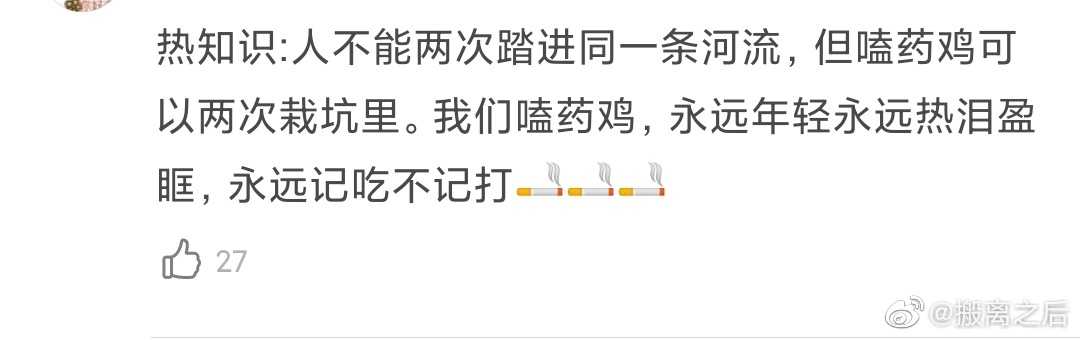 热知识:人不能两次踏进同一条河流，但嗑药鸡可
以两次栽坑里。我们嗑药鸡，永远年轻永远热泪盈
眶，永远记吃不记打🚬🚬🚬
27
@搬离之后